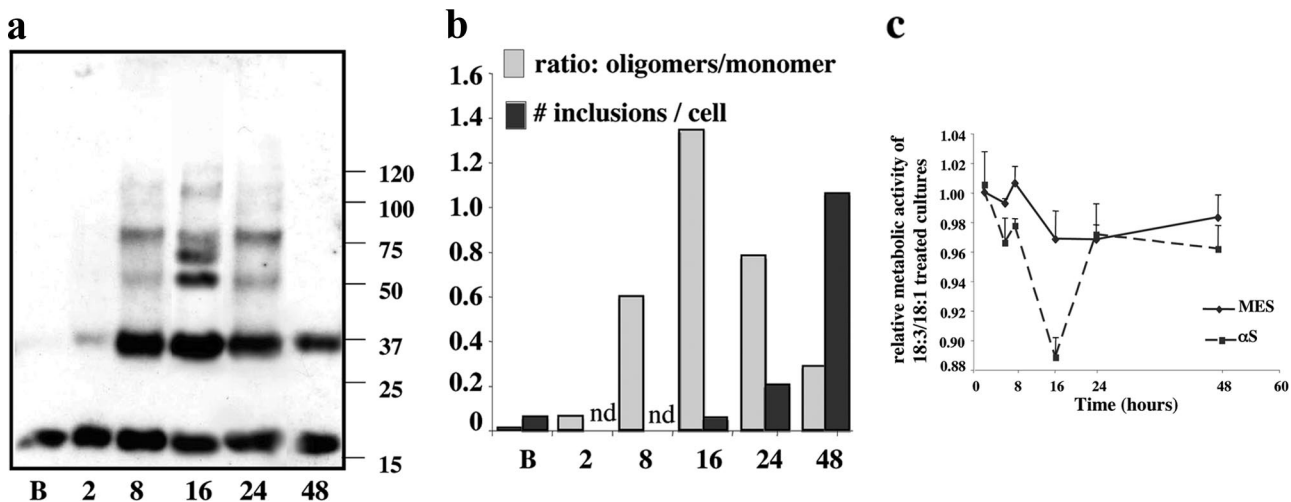 a
120
100
75
50
37
25
15
B 2 8 16 24 48
b
ratio: oligomers/monomer
# inclusions / cell
1.6
1.4
1.2
1.0
0.8
0.6
0.4
0.2
0
nd nd
B 2 8 16 24 48
c
relative metabolic activity of
18:3/18:1 treated cultures
1.04
1.02
1.00
0.98
0.96
0.94
0.92
0.90
0.88
MES
αS
0 8 16 24 48 60
Time (hours)